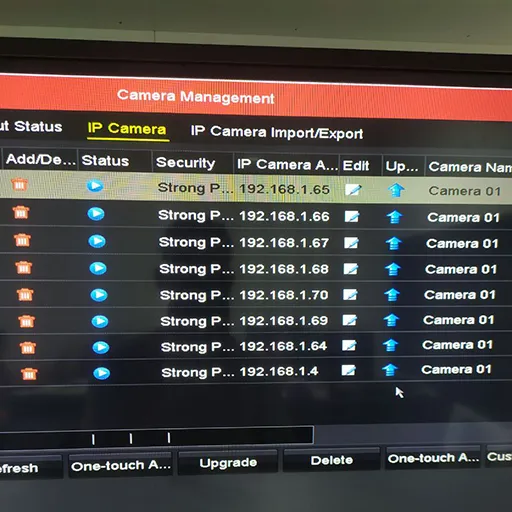 Camera Management
ut Status IP Camera IP Camera Import/Export
Add/De... Status Security IP Camera A... Edit Up... Camera Nam
Strong P... 192.168.1.65 Camera 01
Strong P... 192.168.1.66 Camera 01
Strong P... 192.168.1.67 Camera 01
Strong P... 192.168.1.68 Camera 01
Strong P... 192.168.1.70 Camera 01
Strong P... 192.168.1.69 Camera 01
Strong P... 192.168.1.64 Camera 01
Strong P... 192.168.1.4 Camera 01
efresh One-touch A... Upgrade Delete One-touch A... Cus